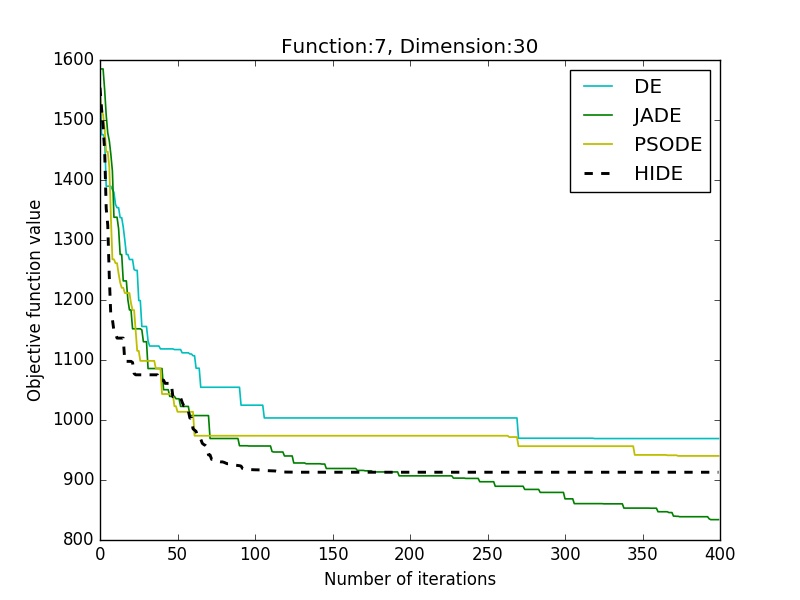 Function:7, Dimension:30
1600
1500
1400
1300
1200
1100
1000
900
800
Objective function value
DE
JADE
PSODE
HIDE
0
50
100
150
200
250
300
350
400
Number of iterations